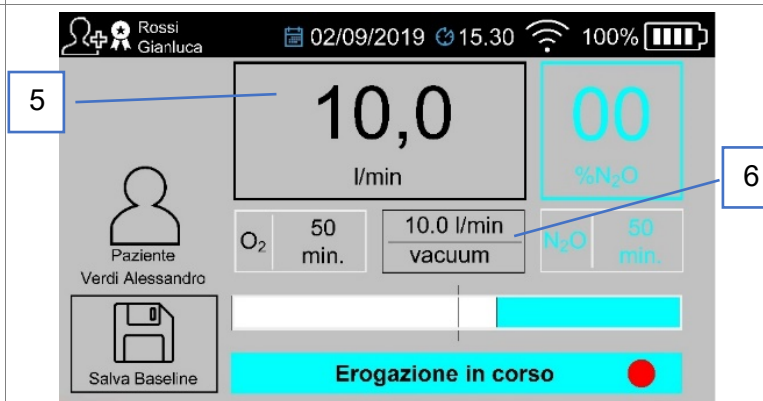 Rossi
Gianluca
02/09/2019 15.30 100%
5
10,0
l/min
00
%N₂O
6
Paziente
Verdi Alessandro
O₂ 50 min.
10.0 l/min
vacuum
N₂O 50 min.
Salva Baseline
Erogazione in corso